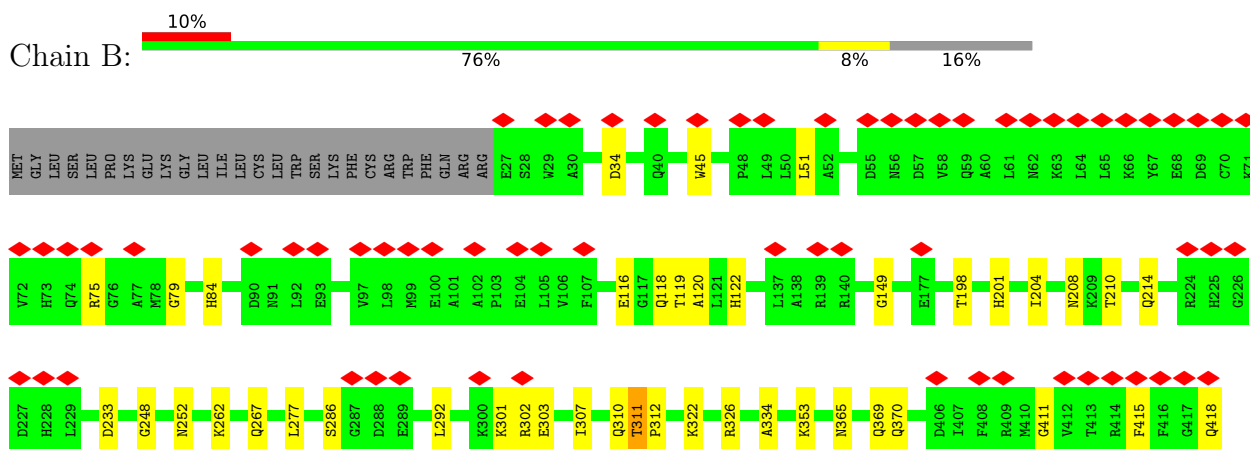 10%
Chain B:
76% 8% 16%
MET GLY LEU SER LEU PRO LYS GLU LYS GLY LEU ILE LEU CYS LEU TRP SER LYS PHE CYS ARG TRP PHE GLN ARG ARG E27 S28 W29 A30 D34 Q40 W45 P48 L49 L50 L51 A52 D55 N56 D57 V58 Q59 A60 L61 N62 K63 L64 L65 K66 Y67 E68 D69 C70 K71
V72 H73 Q74 R75 G76 A77 M78 G79 H84 D90 N91 L92 E93 V97 L98 M99 E100 A101 A102 P103 E104 L105 V106 F107 E116 G117 Q118 T119 A120 L121 H122 L137 A138 R139 R140 G149 E177 T198 H201 I204 N208 K209 T210 Q214 R224 H225 G226
D227 H228 L229 D233 G248 N252 K262 Q267 L277 S286 G287 D288 E289 L292 K300 K301 R302 E303 I307 Q310 T311 P312 K322 R326 A334 K353 N365 Q369 Q370 D406 I407 F408 R409 M410 G411 V412 T413 R414 F415 F416 G417 Q418